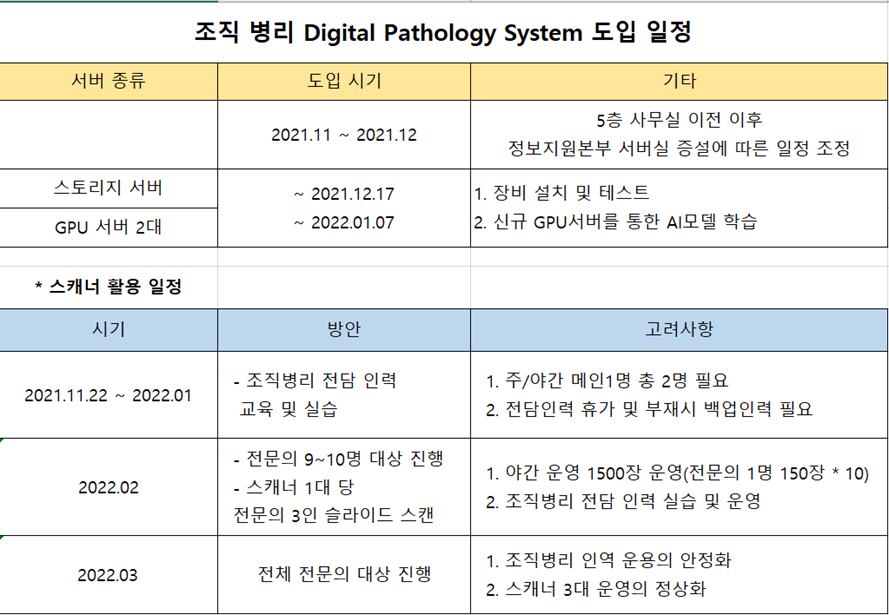 조직 병리 Digital Pathology System 도입 일정
서버 종류 도입 시기 기타
2021.11 ~ 2021.12
5층 사무실 이전 이후
정보지원본부 서버실 증설에 따른 일정 조정
스토리지 서버
GPU 서버 2대
~ 2021.12.17
~ 2022.01.07
1. 장비 설치 및 테스트
2. 신규 GPU서버를 통한 AI모델 학습
* 스캐너 활용 일정
시기 방안 고려사항
2021.11.22 ~ 2022.01
- 조직병리 전담 인력
교육 및 실습
1. 주/야간 메인1명 총 2명 필요
2. 전담인력 휴가 및 부재시 백업인력 필요
2022.02
- 전문의 9~10명 대상 진행
- 스캐너 1대 당
전문의 3인 슬라이드 스캔
1. 야간 운영 1500장 운영(전문의 1명 150장 * 10)
2. 조직병리 전담 인력 실습 및 운영
2022.03
전체 전문의 대상 진행
1. 조직병리 인역 운용의 안정화
2. 스캐너 3대 운영의 정상화